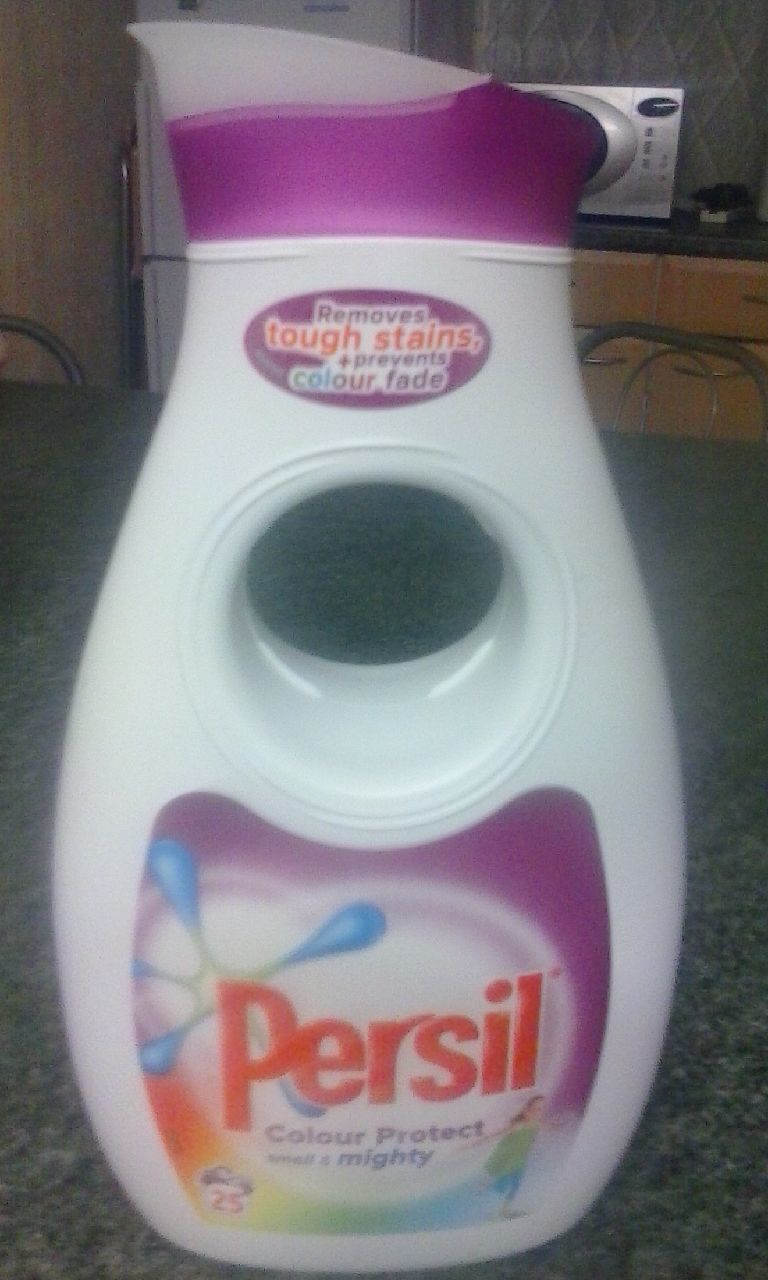 Removes
tough stains,
+prevents
colour fade
Persil
Colour Protect
small & mighty
25